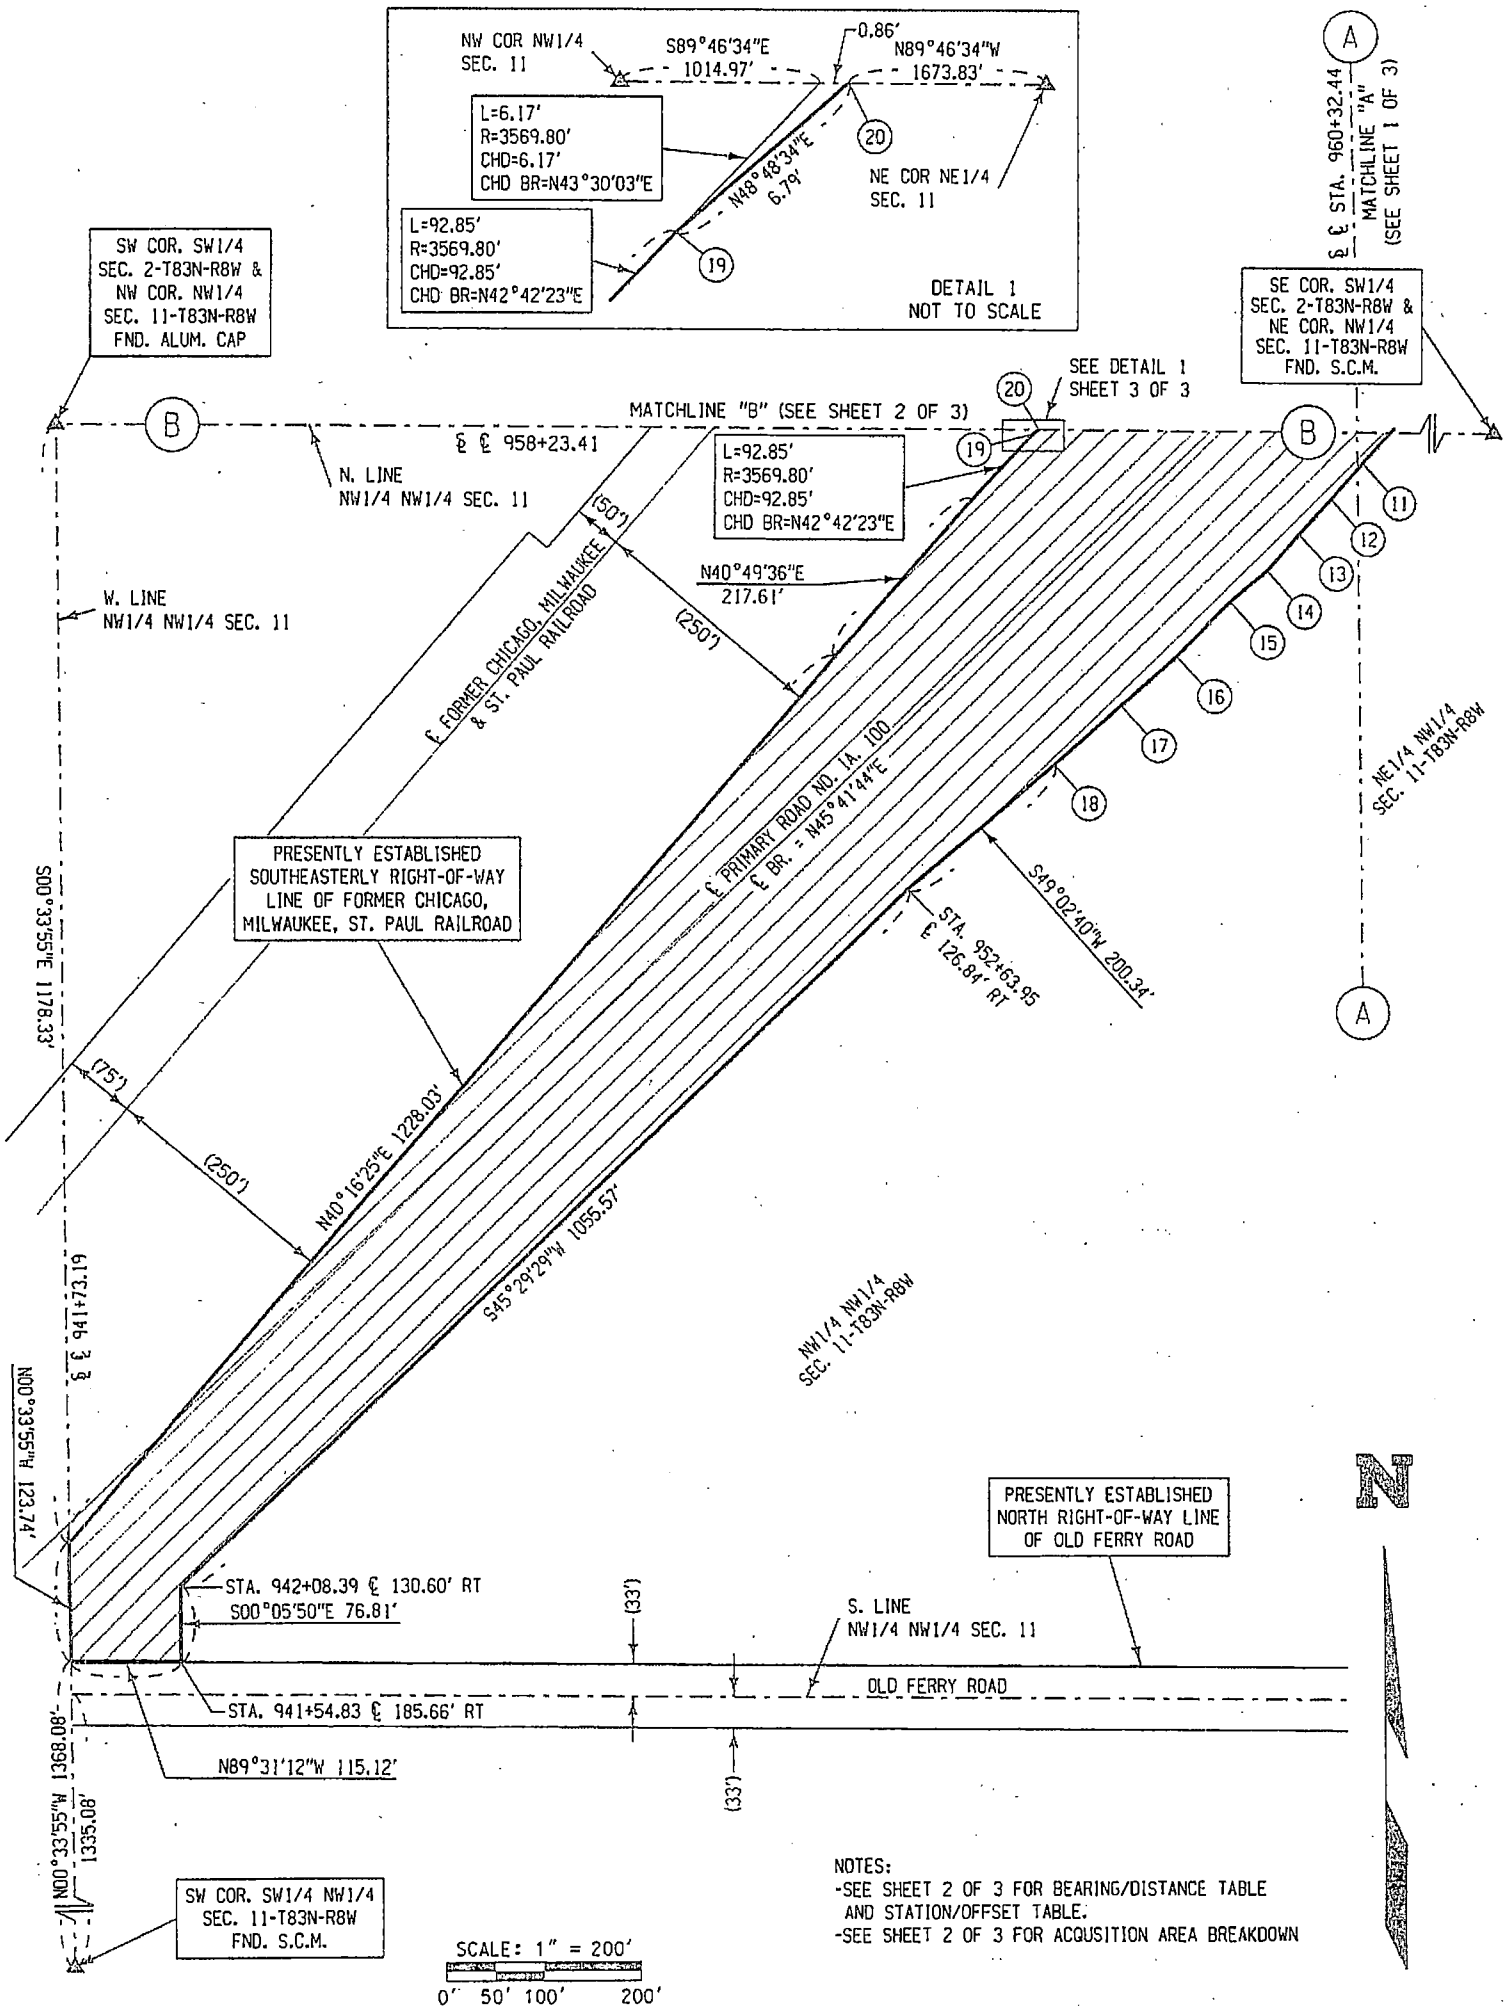 NW COR NW1/4
SEC. 11
S89°46'34"E
1014.97'
0.86'
N89°46'34"W
1673.83'
L=6.17'
R=3569.80'
CHD=6.17'
CHD BR=N43°30'03"E
20
N48°48'34"E
6.79'
NE COR NE1/4
SEC. 11
L=92.85'
R=3569.80'
CHD=92.85'
CHD BR=N42°42'23"E
19
DETAIL 1
NOT TO SCALE
A
STA. 960+32.44
MATCHLINE "A"
(SEE SHEET 1 OF 3)
SW COR. SW1/4
SEC. 2-T83N-R8W &
NW COR. NW1/4
SEC. 11-T83N-R8W
FND. ALUM. CAP
SE COR. SW1/4
SEC. 2-T83N-R8W &
NE COR. NW1/4
SEC. 11-T83N-R8W
FND. S.C.M.
SEE DETAIL 1
SHEET 3 OF 3
B
MATCHLINE "B" (SEE SHEET 2 OF 3)
20
B
958+23.41
19
N. LINE
NW1/4 NW1/4 SEC. 11
L=92.85'
R=3569.80'
CHD=92.85'
CHD BR=N42°42'23"E
11
12
13
14
15
16
17
18
(50')
N40°49'36"E
217.61'
W. LINE
NW1/4 NW1/4 SEC. 11
(250')
℄ FORMER CHICAGO, MILWAUKEE
& ST. PAUL RAILROAD
℄ PRIMARY ROAD NO. IA. 100
℄ BR. = N45°41'44"E
NE1/4 NW1/4
SEC. 11-T83N-R8W
PRESENTLY ESTABLISHED
SOUTHEASTERLY RIGHT-OF-WAY
LINE OF FORMER CHICAGO,
MILWAUKEE, ST. PAUL RAILROAD
S49°02'40"W 200.34'
STA. 952+63.95
℄ 126.84' RT
S00°33'55"E 1178.33'
A
(75')
(250')
N40°16'25"E 1228.03'
S45°29'29"W 1055.57'
941+73.19
NW1/4 NW1/4
SEC. 11-T83N-R8W
N00°33'55"W 123.74'
N
PRESENTLY ESTABLISHED
NORTH RIGHT-OF-WAY LINE
OF OLD FERRY ROAD
STA. 942+08.39 ℄ 130.60' RT
S00°05'50"E 76.81'
(33')
S. LINE
NW1/4 NW1/4 SEC. 11
OLD FERRY ROAD
STA. 941+54.83 ℄ 185.66' RT
N89°31'12"W 115.12'
(33')
N00°33'55"W 1368.08'
1335.08'
SW COR. SW1/4 NW1/4
SEC. 11-T83N-R8W
FND. S.C.M.
NOTES:
-SEE SHEET 2 OF 3 FOR BEARING/DISTANCE TABLE
AND STATION/OFFSET TABLE.
-SEE SHEET 2 OF 3 FOR ACQUSITION AREA BREAKDOWN
SCALE: 1" = 200'
0' 50' 100' 200'